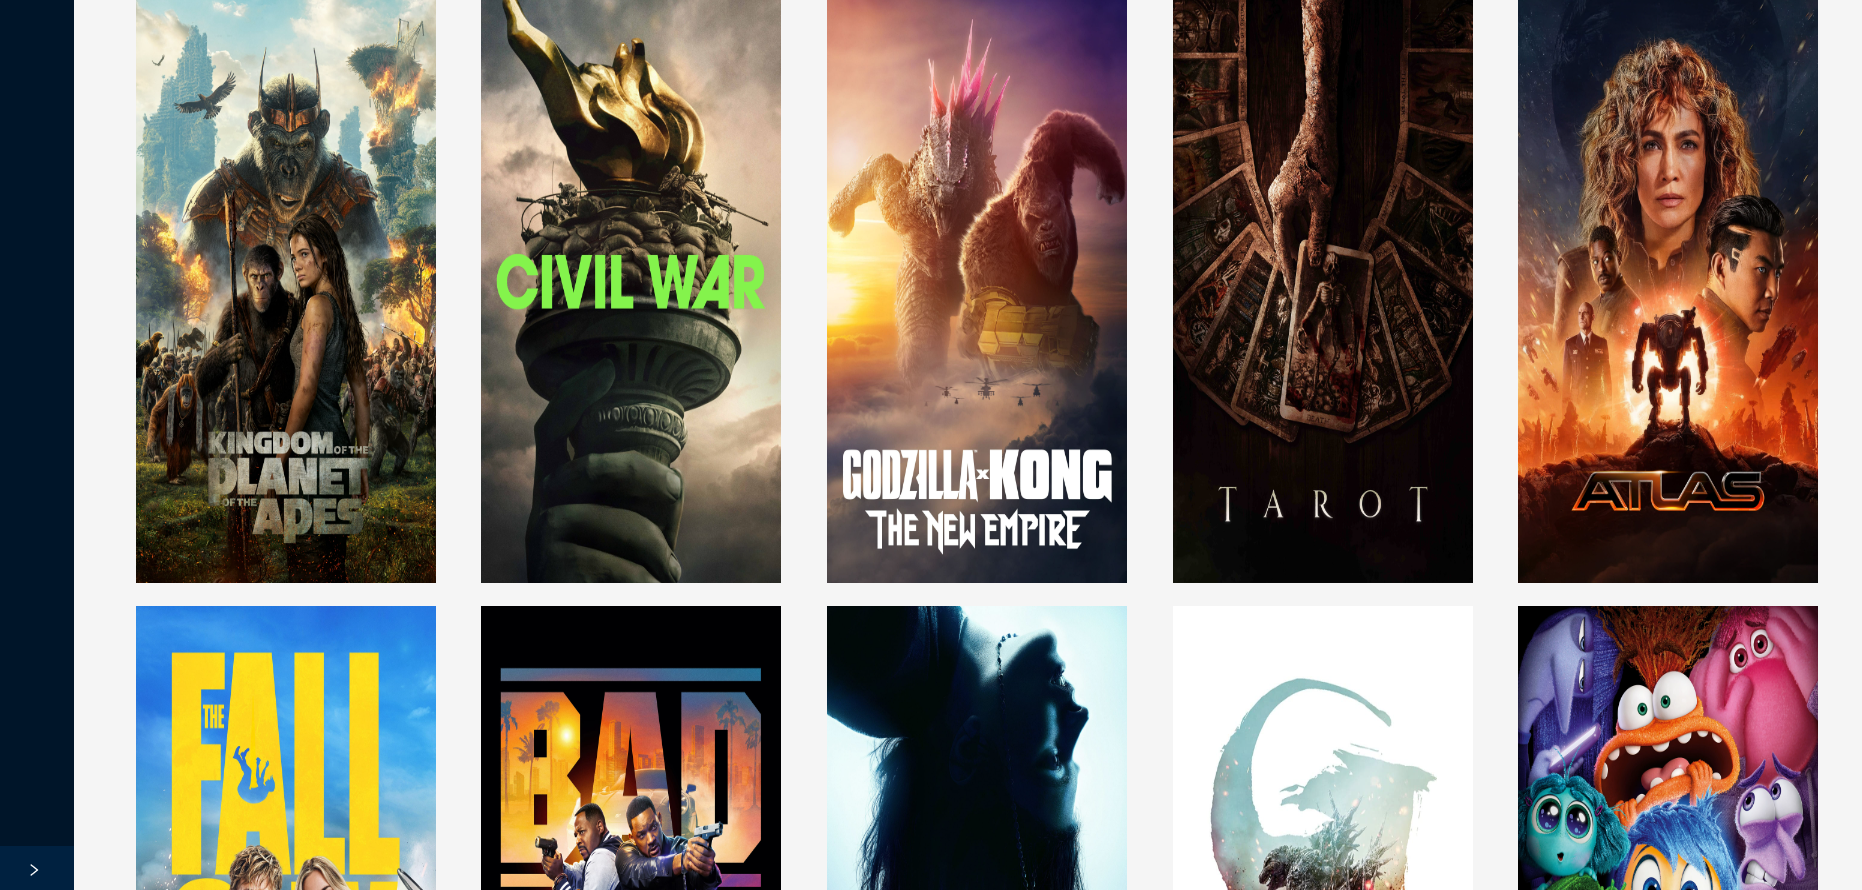 KINGDOM OF THE
PLANET
OF THE APES
CIVIL WAR
GODZILLA x KONG
THE NEW EMPIRE
TAROT
ATLAS
THE
FALL
BAD